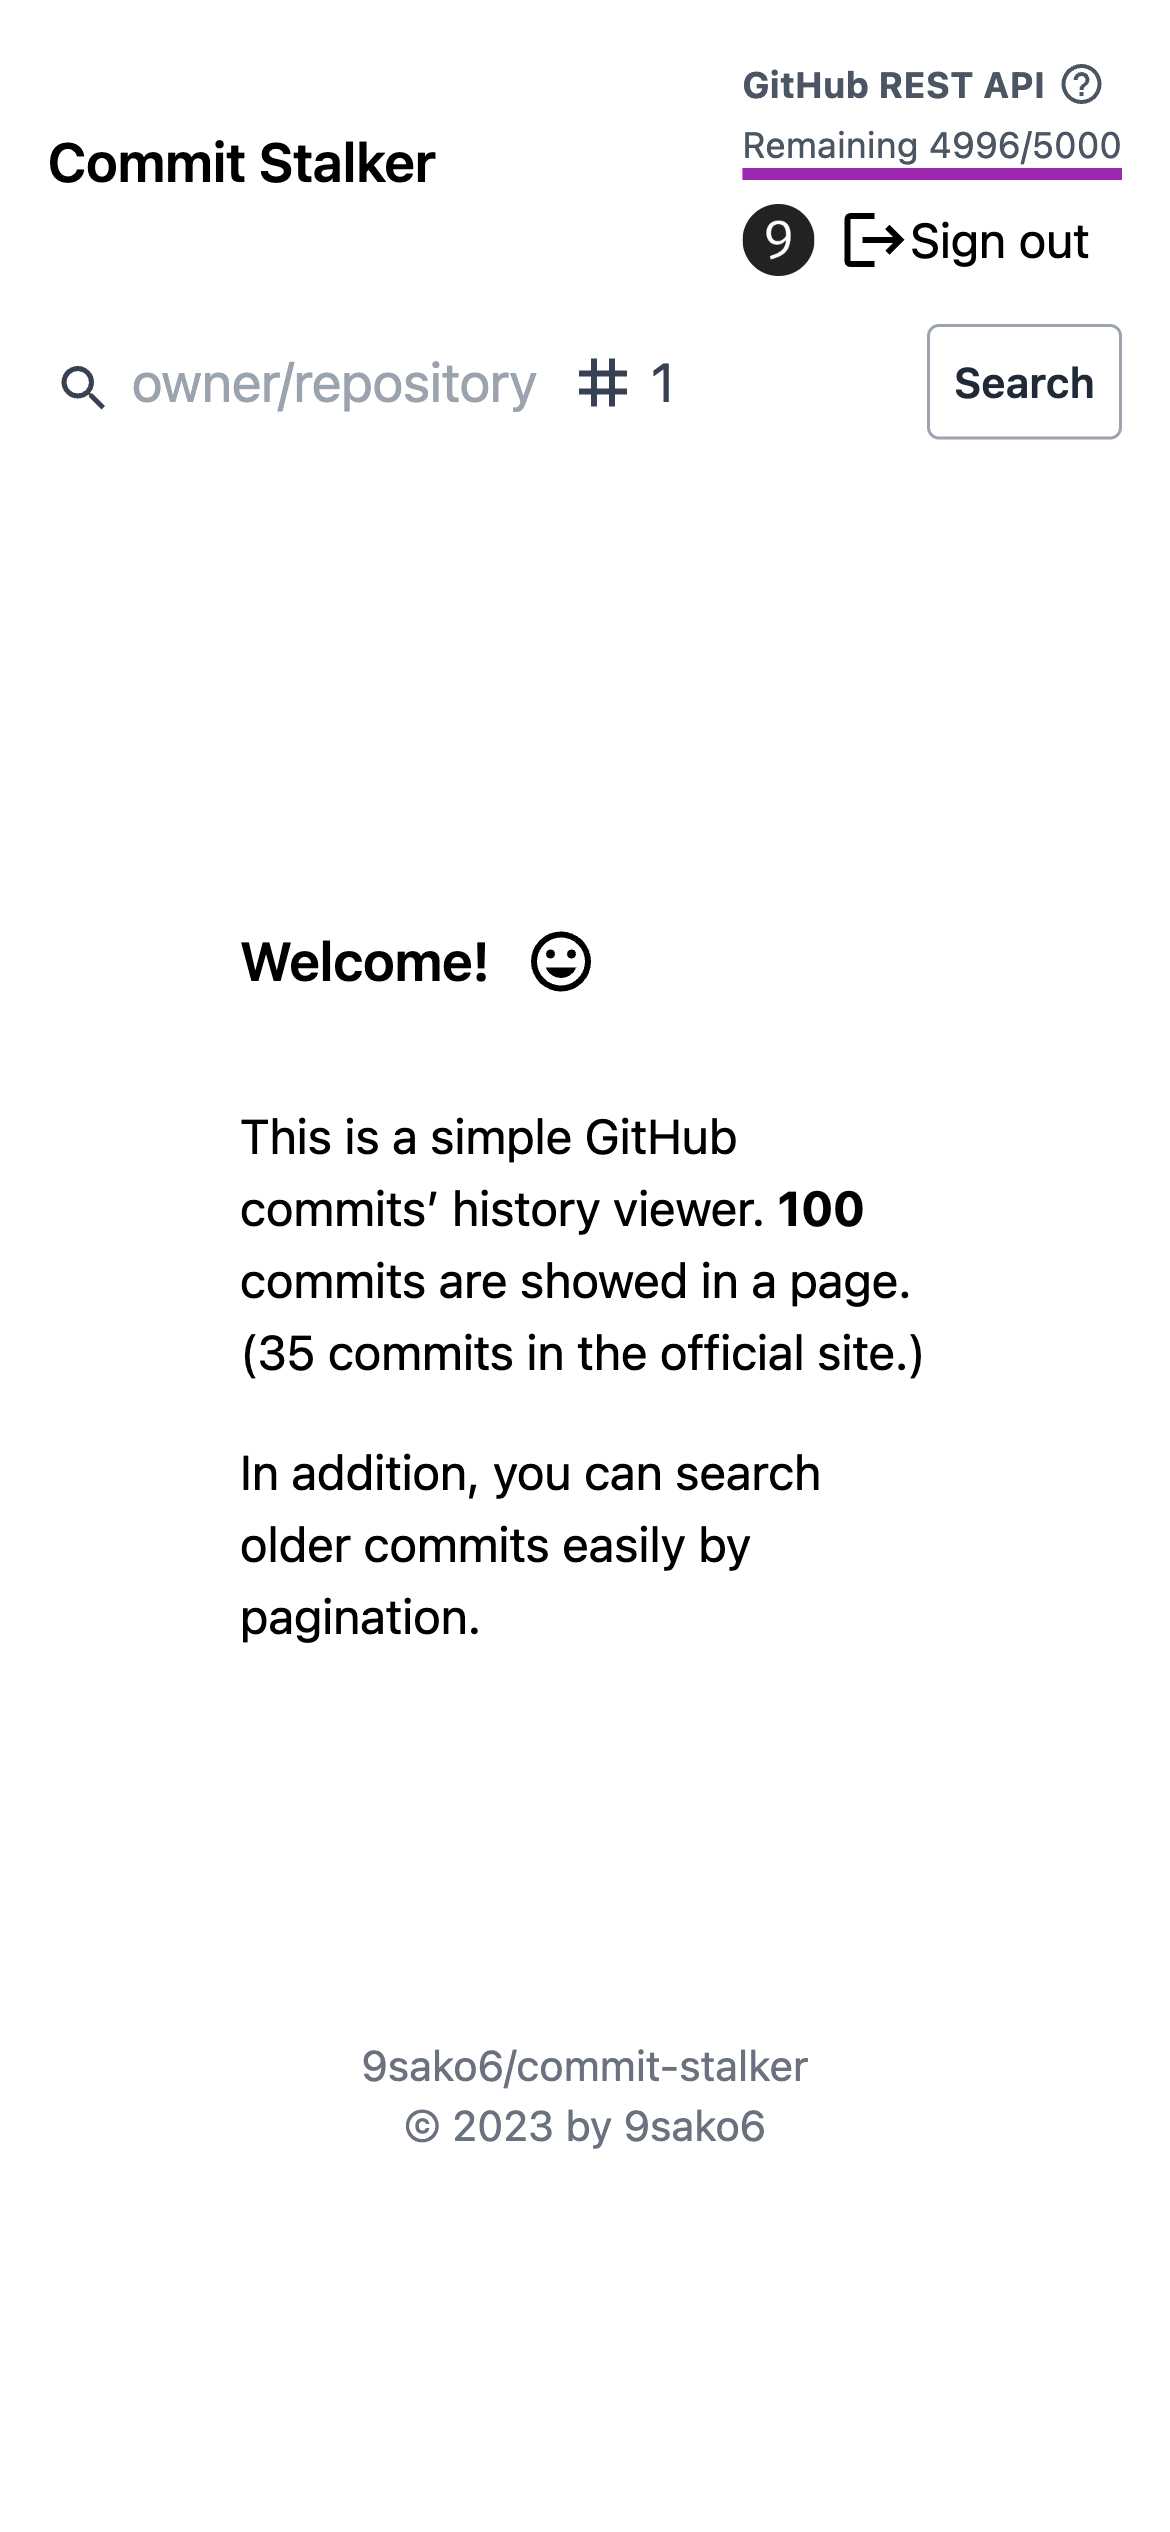 GitHub REST API
Commit Stalker
Remaining 4996/5000
9 Sign out
owner/repository # 1 Search
Welcome!
This is a simple GitHub
commits’ history viewer. 100
commits are showed in a page.
(35 commits in the official site.)
In addition, you can search
older commits easily by
pagination.
9sako6/commit-stalker
© 2023 by 9sako6